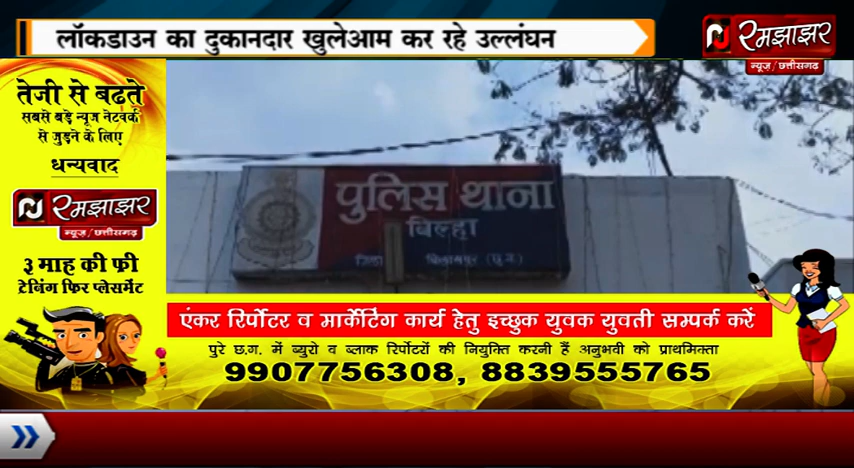 लॉकडाउन का दुकानदार खुलेआम कर रहे उल्लंघन
रमझाझर
न्यूज़/छत्तीसगढ़
तेजी से बढ़ते
सबसे बड़े न्यूज नेटवर्क
से जुड़ने के लिए
धन्यवाद
रमझाझर
न्यूज़/छत्तीसगढ़
३ माह की फ्री
ट्रेनिंग फिर प्लेसमेंट
पुलिस थाना
बिल्हा
जिला बिलासपुर (छ.ग.)
एंकर रिर्पोटर व मार्केटिंग कार्य हेतु इच्छुक युवक युवती सम्पर्क करें
पुरे छ.ग. में ब्युरो व ब्लाक रिर्पोटरों की नियुक्ति करनी हैं अनुभवी को प्राथमिक्ता
9907756308, 8839555765